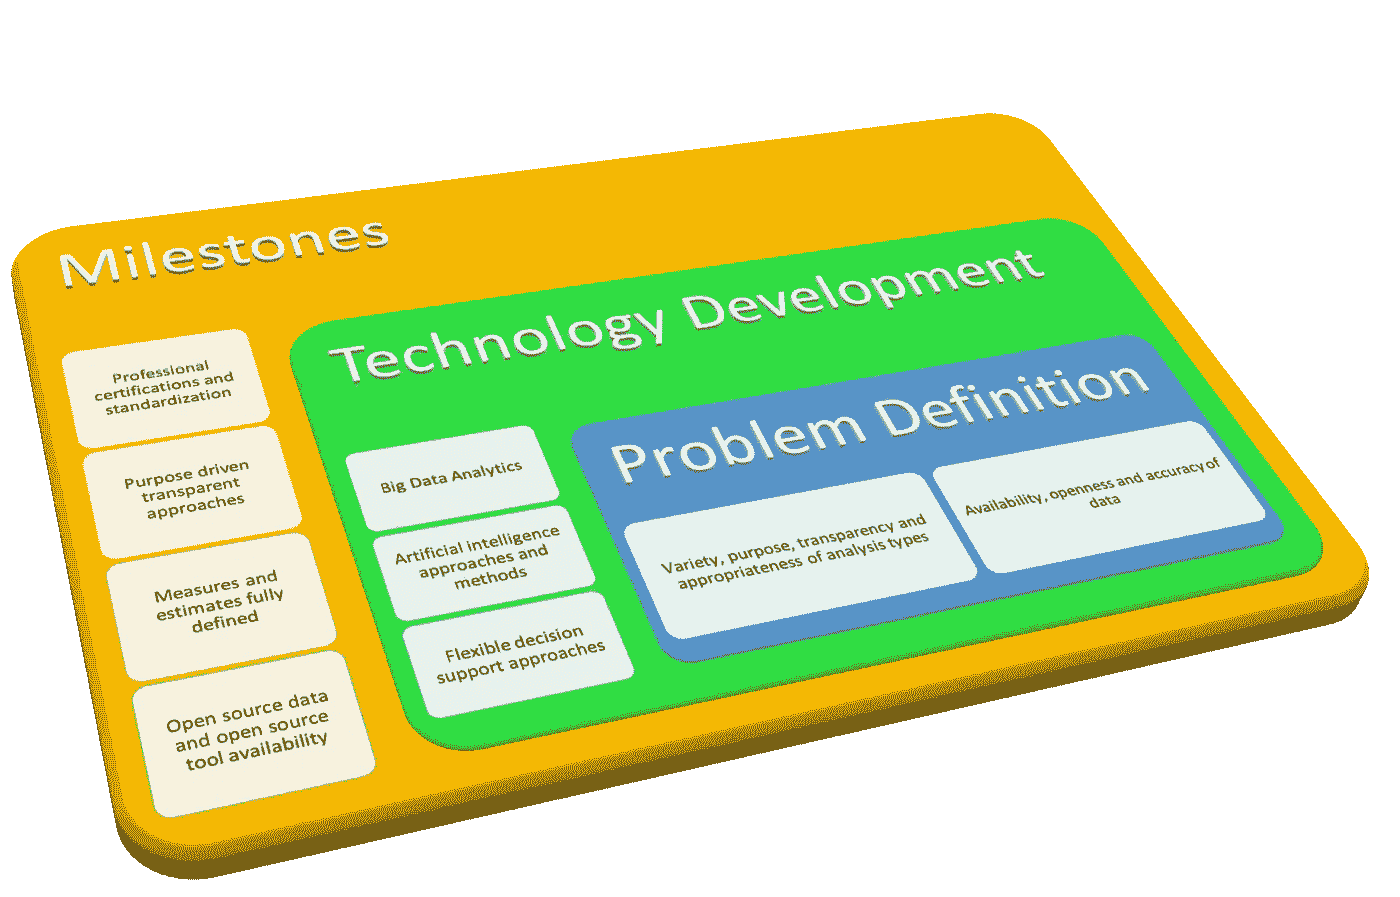 Milestones
Professional
certifications and
standardization
Purpose driven
transparent
approaches
Measures and
estimates fully
defined
Open source data
and open source
tool availability
Technology Development
Big Data Analytics
Artificial intelligence
approaches and
methods
Flexible decision
support approaches
Problem Definition
Variety, purpose, transparency and
appropriateness of analysis types
Availability, openness and accuracy of
data